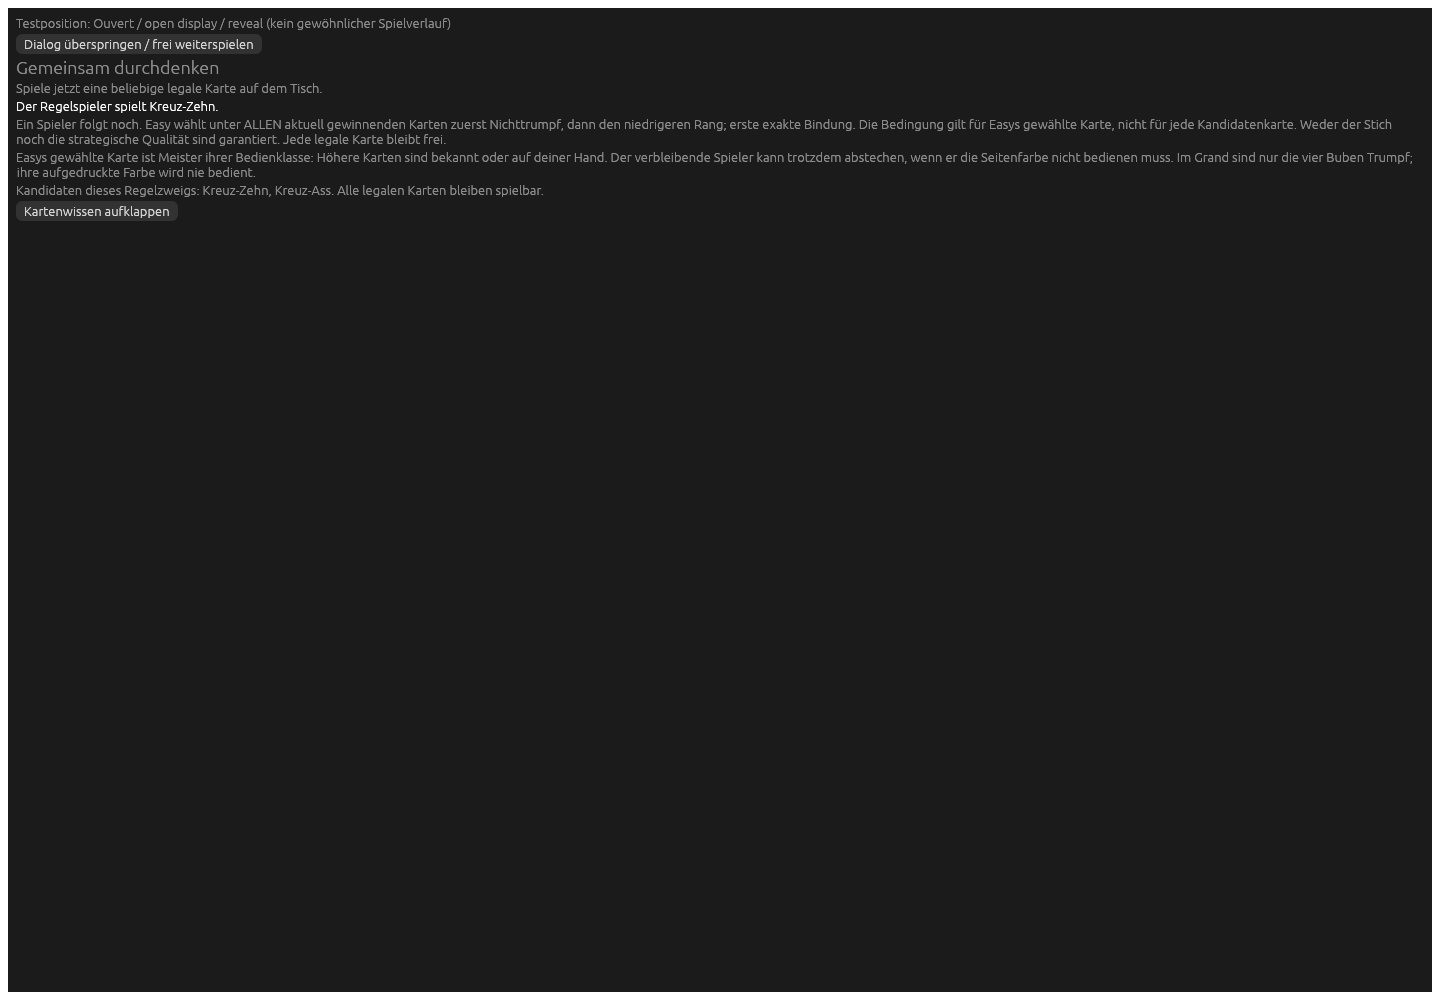 Testposition: Ouvert / open display / reveal (kein gewöhnlicher Spielverlauf)
Dialog überspringen / frei weiterspielen
Gemeinsam durchdenken
Spiele jetzt eine beliebige legale Karte auf dem Tisch.
Der Regelspieler spielt Kreuz-Zehn.
Ein Spieler folgt noch. Easy wählt unter ALLEN aktuell gewinnenden Karten zuerst Nichttrumpf, dann den niedrigeren Rang; erste exakte Bindung. Die Bedingung gilt für Easys gewählte Karte, nicht für jede Kandidatenkarte. Weder der Stich
noch die strategische Qualität sind garantiert. Jede legale Karte bleibt frei.
Easys gewählte Karte ist Meister ihrer Bedienklasse: Höhere Karten sind bekannt oder auf deiner Hand. Der verbleibende Spieler kann trotzdem abstechen, wenn er die Seitenfarbe nicht bedienen muss. Im Grand sind nur die vier Buben Trumpf;
ihre aufgedruckte Farbe wird nie bedient.
Kandidaten dieses Regelzweigs: Kreuz-Zehn, Kreuz-Ass. Alle legalen Karten bleiben spielbar.
Kartenwissen aufklappen